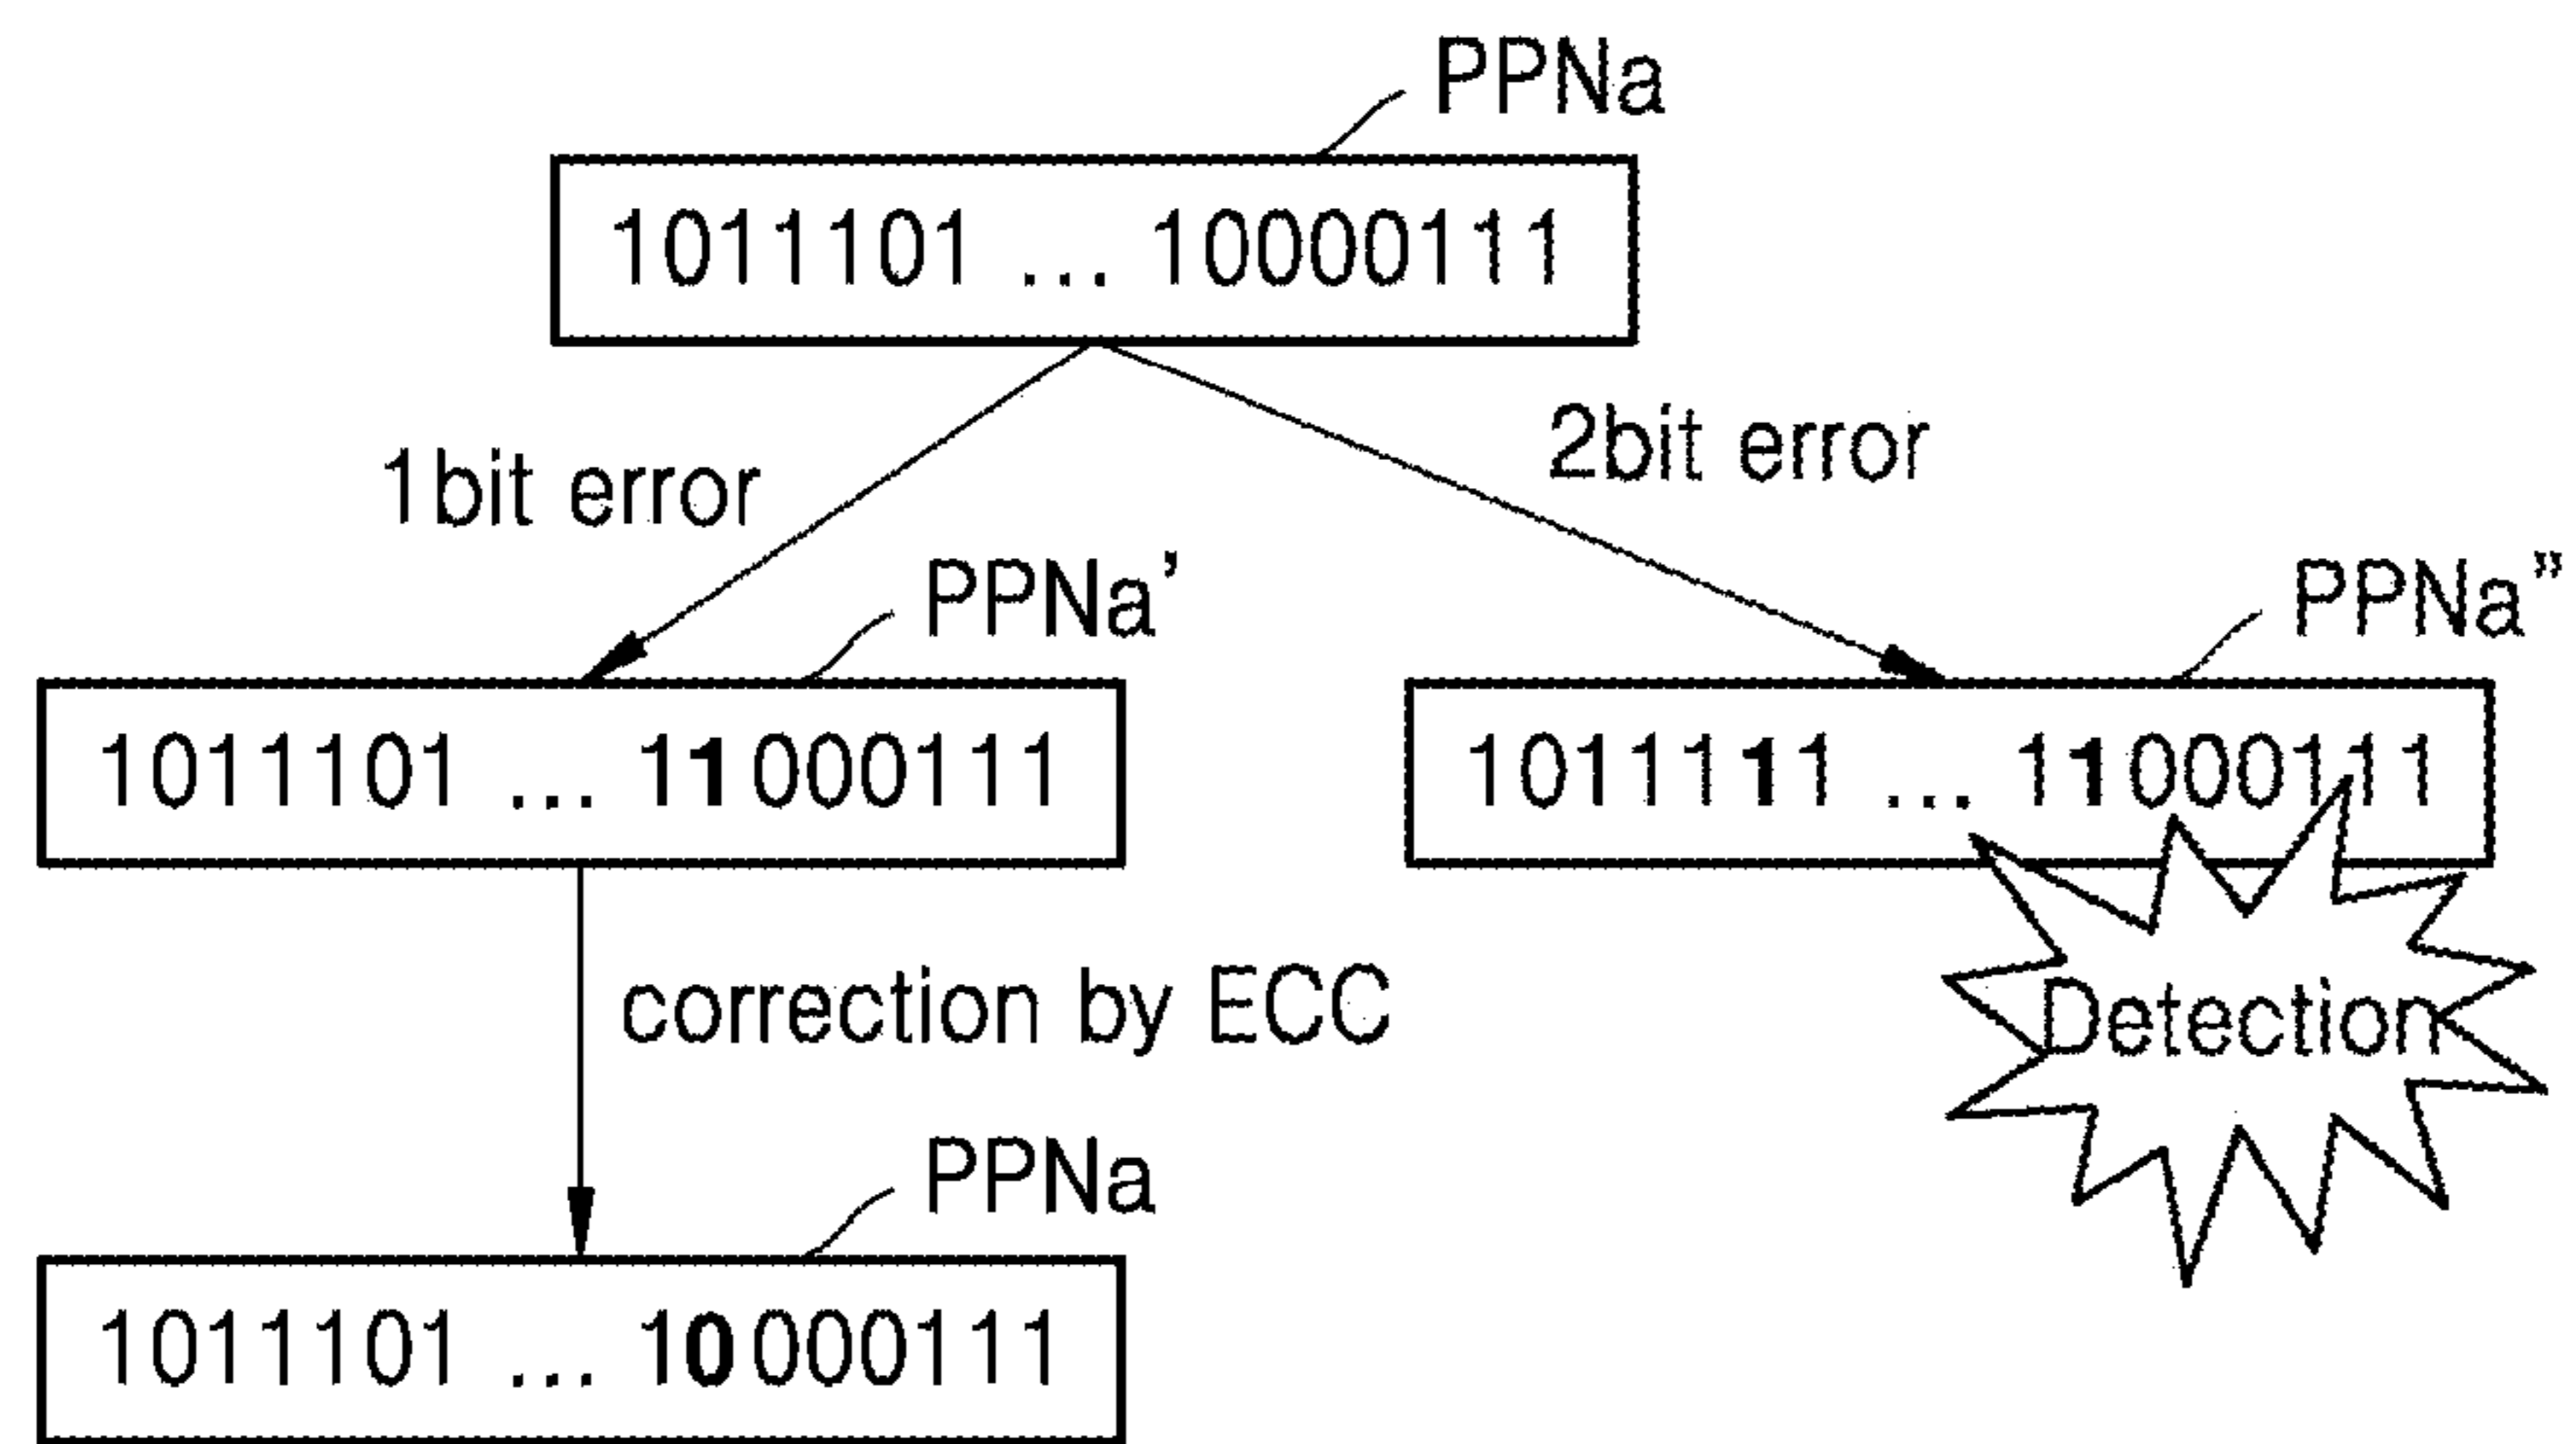 PPNa
1011101 ... 10000111
1bit error
2bit error
PPNa’
PPNa”
1011101 ... 11000111
1011111 ... 11000111
correction by ECC
Detection
PPNa
1011101 ... 10000111